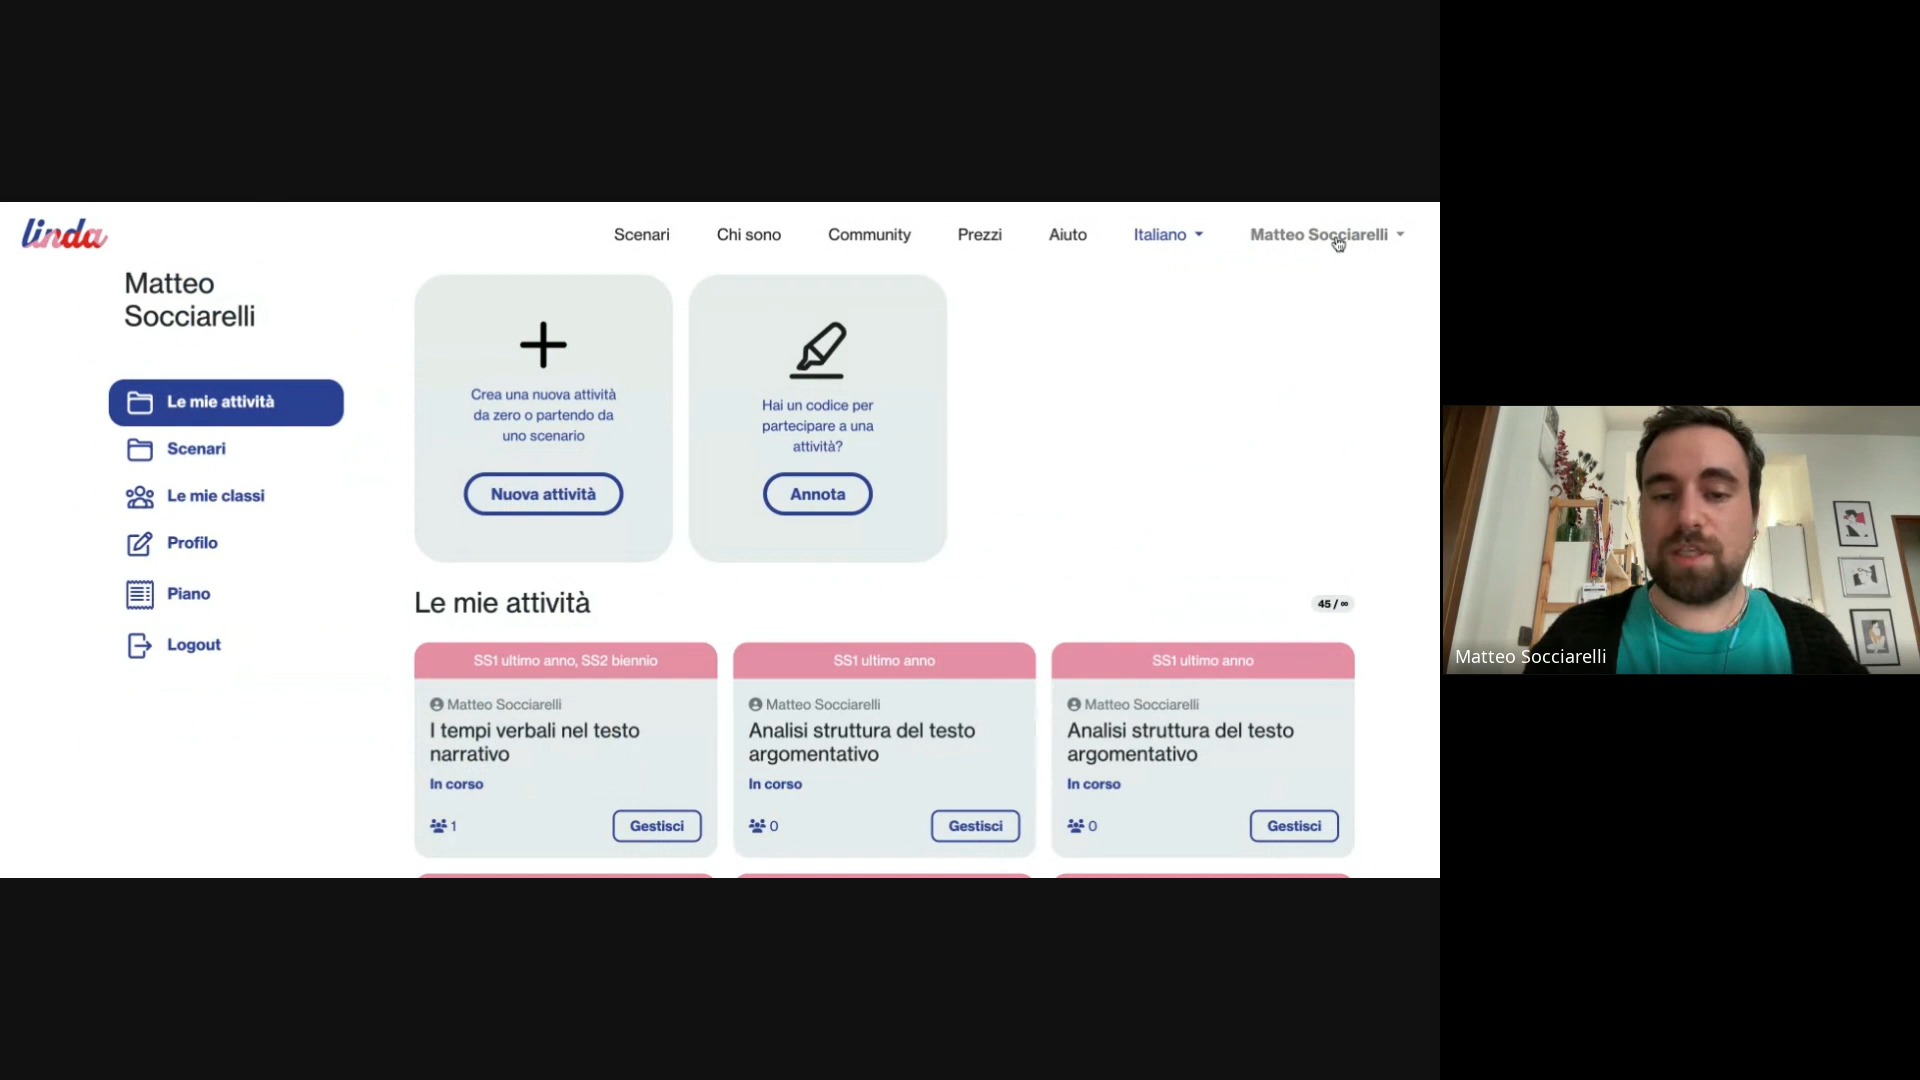 linda
Scenari
Chi sono
Community
Prezzi
Aiuto
Italiano
Matteo Socciarelli
Matteo
Socciarelli
Le mie attività
Scenari
Le mie classi
Profilo
Piano
Logout
Crea una nuova attività
da zero o partendo da
uno scenario
Nuova attività
Hai un codice per
partecipare a una
attività?
Annota
Le mie attività
45 / ∞
SS1 ultimo anno, SS2 biennio
Matteo Socciarelli
I tempi verbali nel testo
narrativo
In corso
1
Gestisci
SS1 ultimo anno
Matteo Socciarelli
Analisi struttura del testo
argomentativo
In corso
0
Gestisci
SS1 ultimo anno
Matteo Socciarelli
Analisi struttura del testo
argomentativo
In corso
0
Gestisci
Matteo Socciarelli